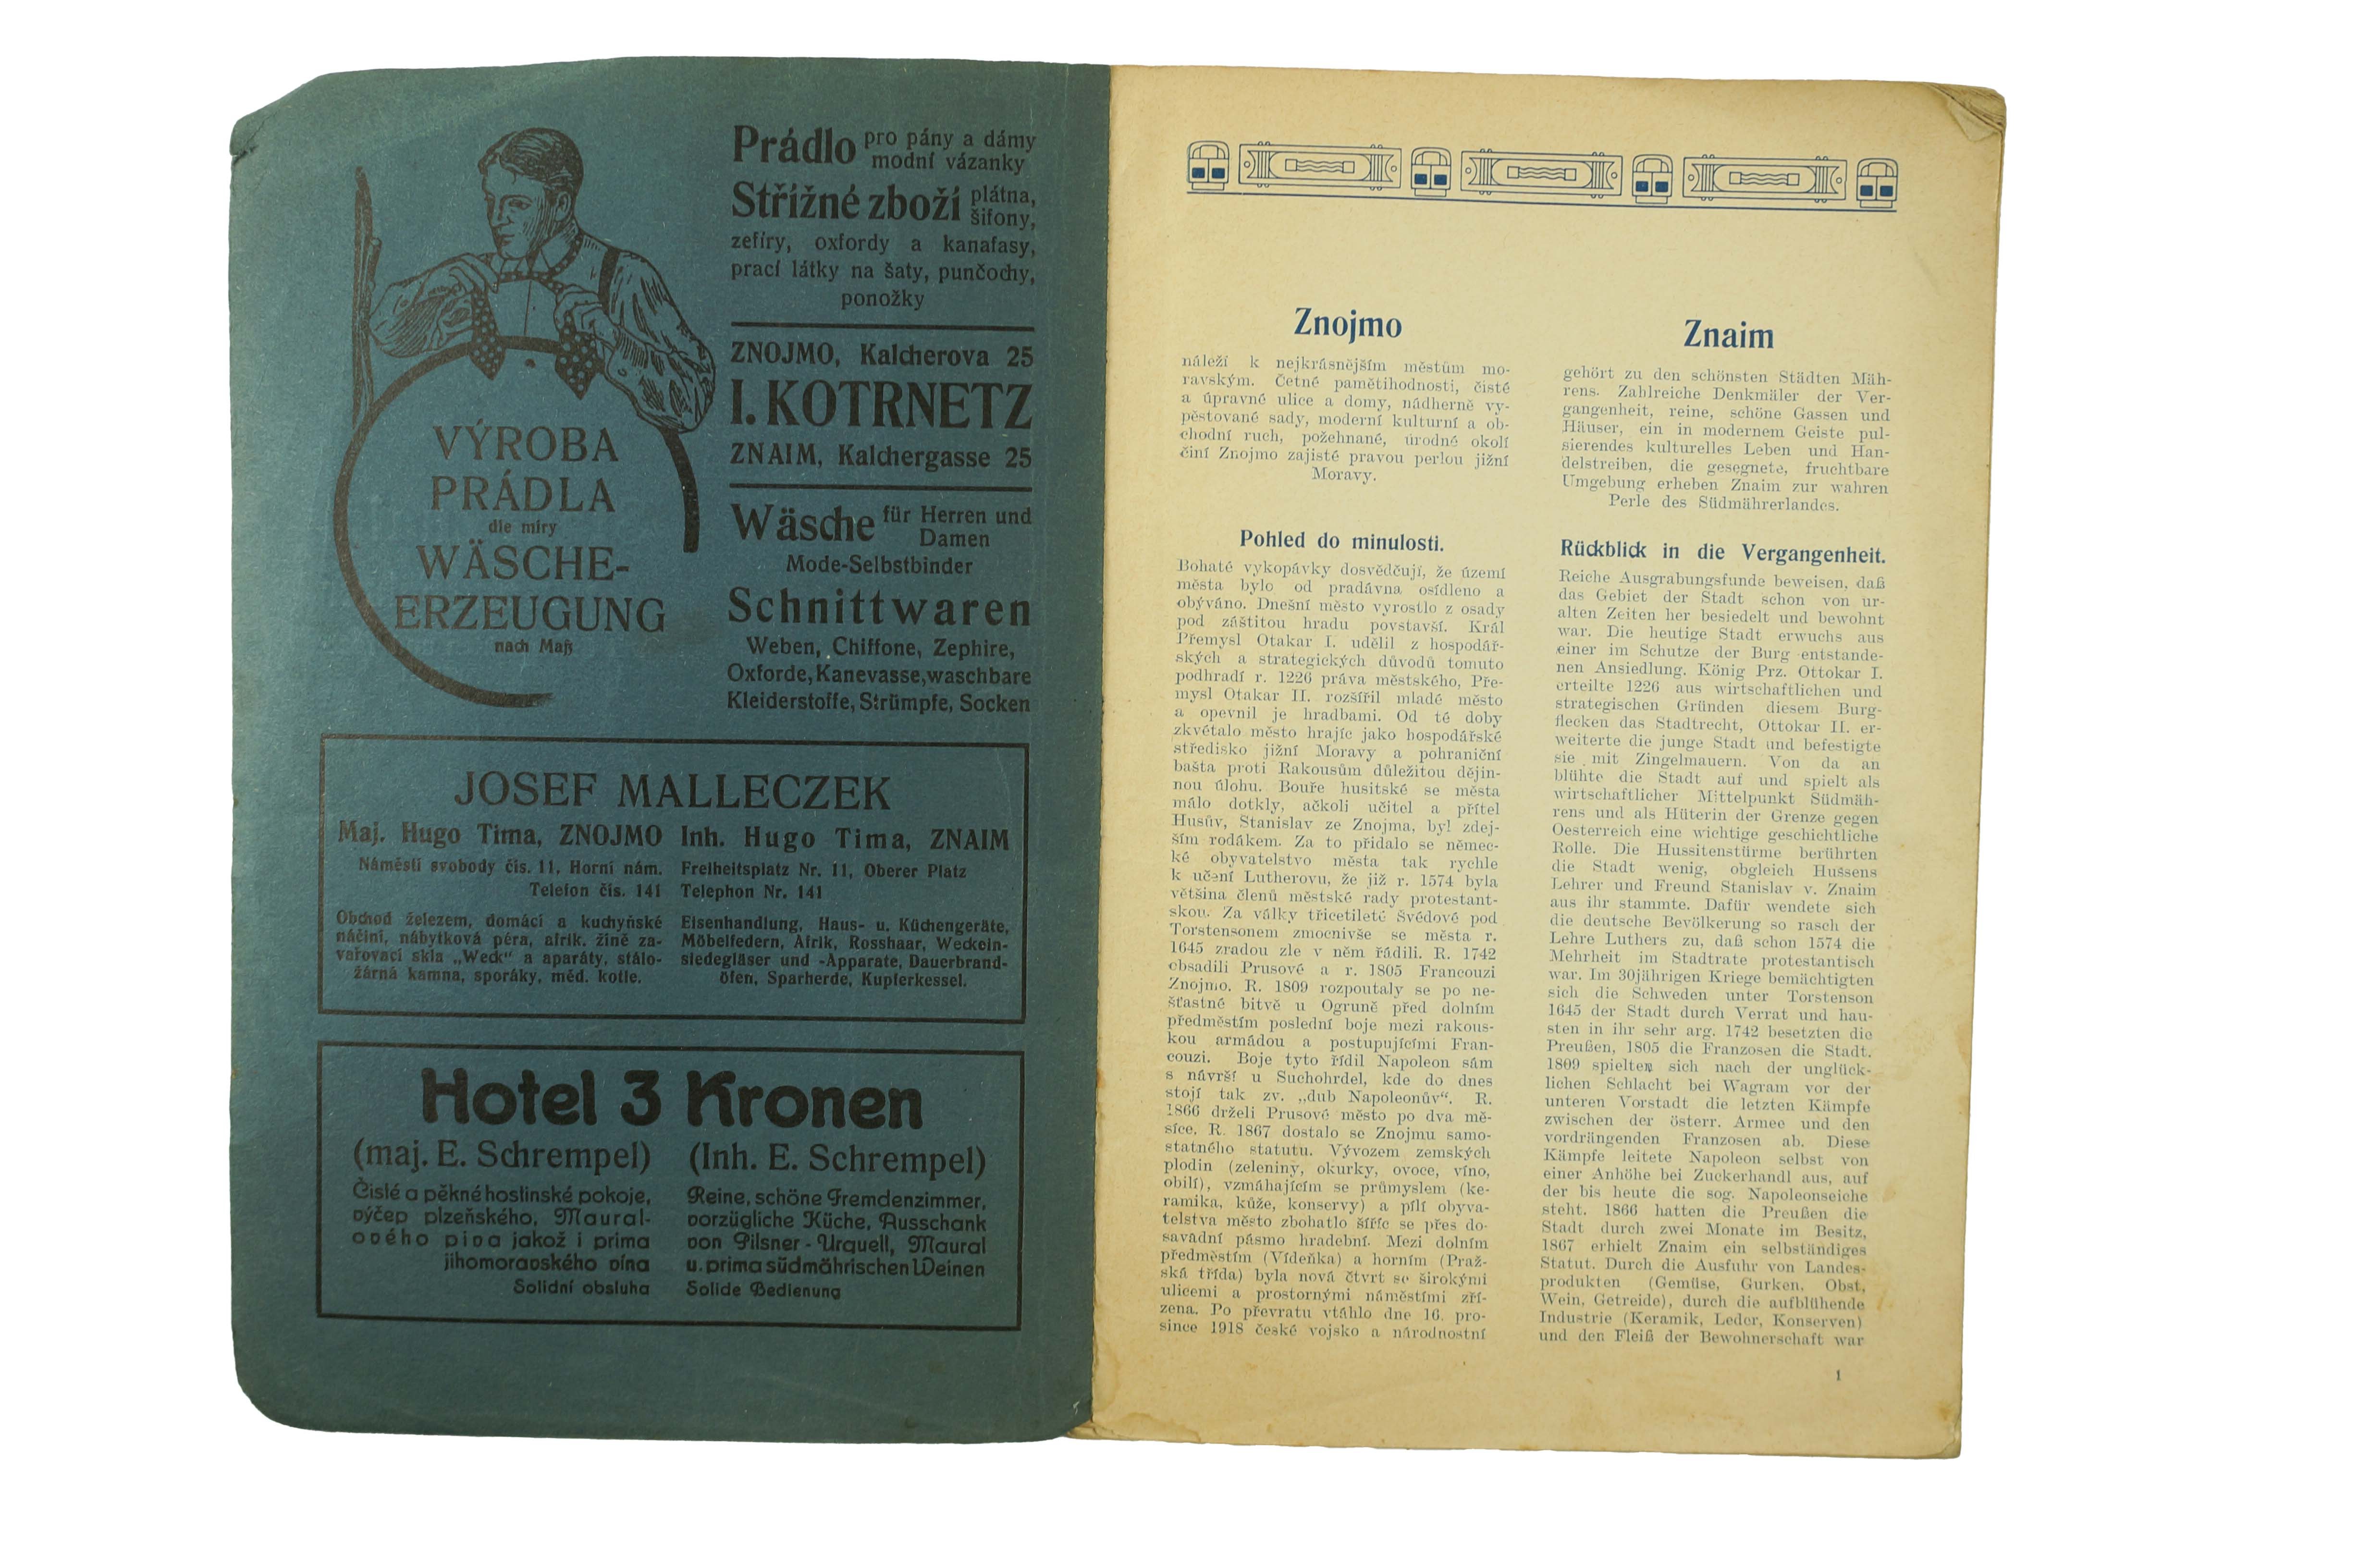 Prádlo pro pány a dámy
modní vázanky
Střížné zboží plátna,
šifony,
zefiry, oxfordy a kanafasy,
prací látky na šaty, punčochy,
ponožky
ZNOJMO, Kalcherova 25
I. KOTRNETZ
ZNAIM, Kalchergasse 25
Wäsche für Herren und
Damen
Mode-Selbstbinder
Schnittwaren
Weben, Chiffone, Zephire,
Oxforde, Kanevasse, waschbare
Kleiderstoffe, Strümpfe, Socken
VÝROBA
PRÁDLA
dle míry
WÄSCHE-
ERZEUGUNG
nach Maß
JOSEF MALLECZEK
Maj. Hugo Tima, ZNOJMO
Náměstí svobody čís. 11, Horní nám.
Telefon čís. 141
Obchod železem, domácí a kuchyňské
náčiní, nábytková péra, afrik. žíně za-
vařovací skla „Weck“ a aparáty, stálo-
žárná kamna, sporáky, měd. kotle.
Inh. Hugo Tima, ZNAIM
Freiheitsplatz Nr. 11, Oberer Platz
Telephon Nr. 141
Eisenhandlung, Haus- u. Küchengeräte,
Möbelfedern, Afrik, Rosshaar, Weckein-
siedegläser und -Apparate, Dauerbrand-
öfen, Sparherde, Kupferkessel.
Hotel 3 Kronen
(maj. E. Schrempel)
Čisté a pěkné hostinské pokoje,
výčep plzeňského, Maural-
ového piva jakož i prima
jihomoravského vína
Solidní obsluha
(Inh. E. Schrempel)
Reine, schöne Fremdenzimmer,
vorzügliche Küche, Ausschank
von Pilsner-Urquell, Maural
u. prima südmährischen Weinen
Solide Bedienung
Znojmo
náleží k nejkrásnějším městům mo-
ravským. Četné pamětihodnosti, čisté
a úpravné ulice a domy, nádherně vy-
pěstované sady, moderní kulturní a ob-
chodní ruch, požehnané, úrodné okolí
činí Znojmo zajisté pravou perlou jižní
Moravy.
Pohled do minulosti.
Bohaté vykopávky dosvědčují, že území
města bylo od pradávna osídleno a
obýváno. Dnešní město vyrostlo z osady
pod záštitou hradu povstavší. Král
Přemysl Otakar I. udělil z hospodář-
ských a strategických důvodů tomuto
podhradí r. 1226 práva městského, Pře-
mysl Otakar II. rozšířil mladé město
a opevnil je hradbami. Od té doby
zkvétalo město hrajíc jako hospodářské
středisko jižní Moravy a pohraniční
bašta proti Rakousům důležitou dějin-
nou úlohu. Bouře husitské se města
málo dotkly, ačkoli učitel a přítel
Husův, Stanislav ze Znojma, byl zdej-
ším rodákem. Za to přidalo se němec-
ké obyvatelstvo města tak rychle
k učení Lutherovu, že již r. 1574 byla
většina členů městské rady protestant-
skou. Za války třicetileté Švédové pod
Torstensonem zmocnivše se města r.
1645 zradou zle v něm řádili. R. 1742
obsadili Prusové a r. 1805 Francouzi
Znojmo. R. 1809 rozpoutaly se po ne-
šťastné bitvě u Ogruně před dolním
předměstím poslední boje mezi rakous-
kou armádou a postupujícími Fran-
couzi. Boje tyto řídil Napoleon sám
s návrší u Suchohrdel, kde do dnes
stojí tak zv. „dub Napoleonův“. R.
1866 drželi Prusové město po dva mě-
síce. R. 1867 dostalo se Znojmu samo-
statného statutu. Vývozem zemských
plodin (zeleniny, okurky, ovoce, víno,
obilí), vzmáhajícím se průmyslem (ke-
ramika, kůže, konservy) a pílí obyva-
telstva město zbohatlo šíříc se přes do-
savadní pásmo hradební. Mezi dolním
předměstím (Vídeňka) a horním (Praž-
ská třída) byla nová čtvrt se širokými
ulicemi a prostornými náměstími zří-
zena. Po převratu vtáhlo dne 16. pro-
since 1918 české vojsko a národnostní
Znaim
gehört zu den schönsten Städten Mäh-
rens. Zahlreiche Denkmäler der Ver-
gangenheit, reine, schöne Gassen und
Häuser, ein in modernem Geiste pul-
sierendes kulturelles Leben und Han-
delstreiben, die gesegnete, fruchtbare
Umgebung erheben Znaim zur wahren
Perle des Südmährerlandes.
Rückblick in die Vergangenheit.
Reiche Ausgrabungsfunde beweisen, daß
das Gebiet der Stadt schon von ur-
alten Zeiten her besiedelt und bewohnt
war. Die heutige Stadt erwuchs aus
einer im Schutze der Burg entstande-
nen Ansiedlung. König Prz. Ottokar I.
erteilte 1226 aus wirtschaftlichen und
strategischen Gründen diesem Burg-
flecken das Stadtrecht, Ottokar II. er-
weiterte die junge Stadt und befestigte
sie mit Zingelmauern. Von da an
blühte die Stadt auf und spielt als
wirtschaftlicher Mittelpunkt Südmäh-
rens und als Hüterin der Grenze gegen
Oesterreich eine wichtige geschichtliche
Rolle. Die Hussitenstürme berührten
die Stadt wenig, obgleich Hussens
Lehrer und Freund Stanislav v. Znaim
aus ihr stammte. Dafür wendete sich
die deutsche Bevölkerung so rasch der
Lehre Luthers zu, daß schon 1574 die
Mehrheit im Stadtrate protestantisch
war. Im 30jährigen Kriege bemächtigten
sich die Schweden unter Torstenson
1645 der Stadt durch Verrat und hau-
sten in ihr sehr arg. 1742 besetzten die
Preußen, 1805 die Franzosen die Stadt.
1809 spielten sich nach der unglück-
lichen Schlacht bei Wagram vor der
unteren Vorstadt die letzten Kämpfe
zwischen der österr. Armee und den
vordrängenden Franzosen ab. Diese
Kämpfe leitete Napoleon selbst von
einer Anhöhe bei Zuckerhandl aus, auf
der bis heute die sog. Napoleonseiche
steht. 1866 hatten die Preußen die
Stadt durch zwei Monate im Besitz,
1867 erhielt Znaim ein selbständiges
Statut. Durch die Ausfuhr von Landes-
produkten (Gemüse, Gurken, Obst,
Wein, Getreide), durch die aufblühende
Industrie (Keramik, Leder, Konserven)
und den Fleiß der Bewohnerschaft war
1